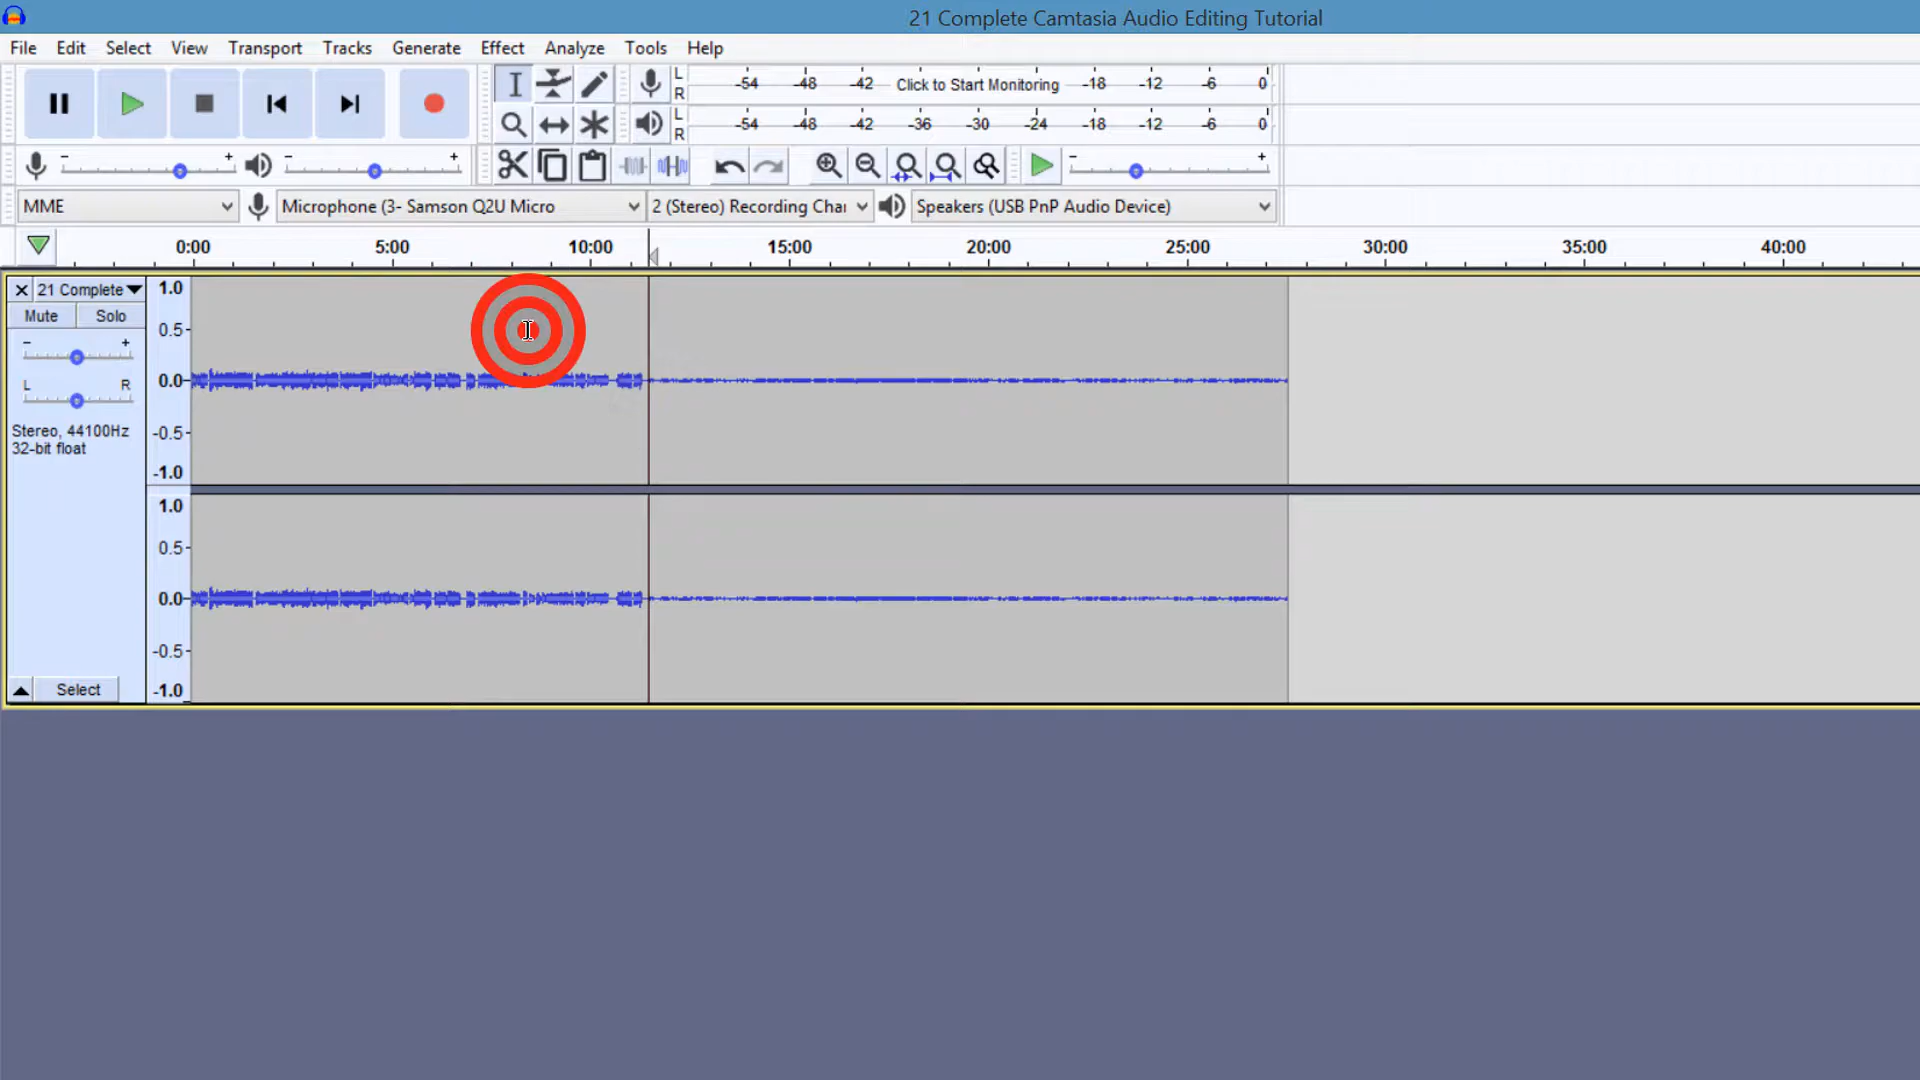 21 Complete Camtasia Audio Editing Tutorial
File Edit Select View Transport Tracks Generate Effect Analyze Tools Help
L
R
-54 -48 -42 Click to Start Monitoring -18 -12 -6 0
L
R
-54 -48 -42 -36 -30 -24 -18 -12 -6 0
- + - + - +
MME Microphone (3- Samson Q2U Micro 2 (Stereo) Recording Chai Speakers (USB PnP Audio Device)
0:00 5:00 10:00 15:00 20:00 25:00 30:00 35:00 40:00
21 Complete
Mute Solo
- +
L R
Stereo, 44100Hz
32-bit float
Select
1.0
0.5-
0.0-
-0.5-
-1.0
1.0
0.5-
0.0-
-0.5-
-1.0